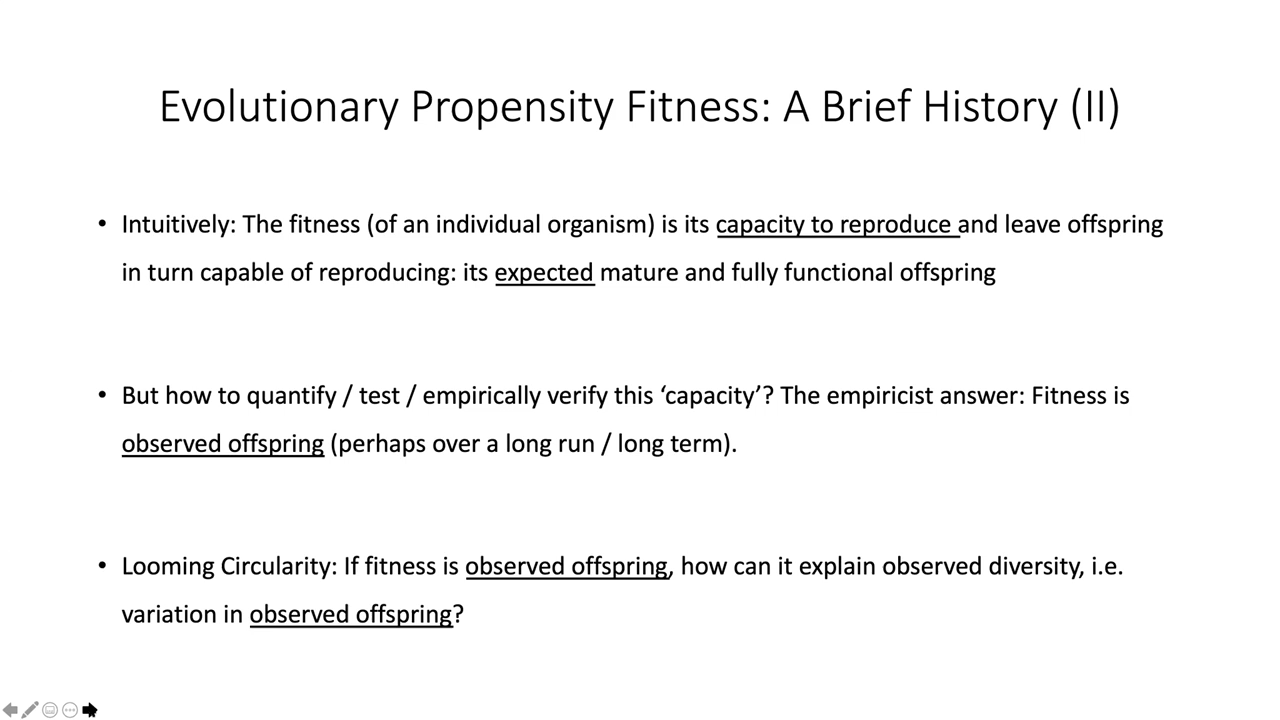 Evolutionary Propensity Fitness: A Brief History (II)
• Intuitively: The fitness (of an individual organism) is its capacity to reproduce and leave offspring
in turn capable of reproducing: its expected mature and fully functional offspring
• But how to quantify / test / empirically verify this ‘capacity’? The empiricist answer: Fitness is
observed offspring (perhaps over a long run / long term).
• Looming Circularity: If fitness is observed offspring, how can it explain observed diversity, i.e.
variation in observed offspring?